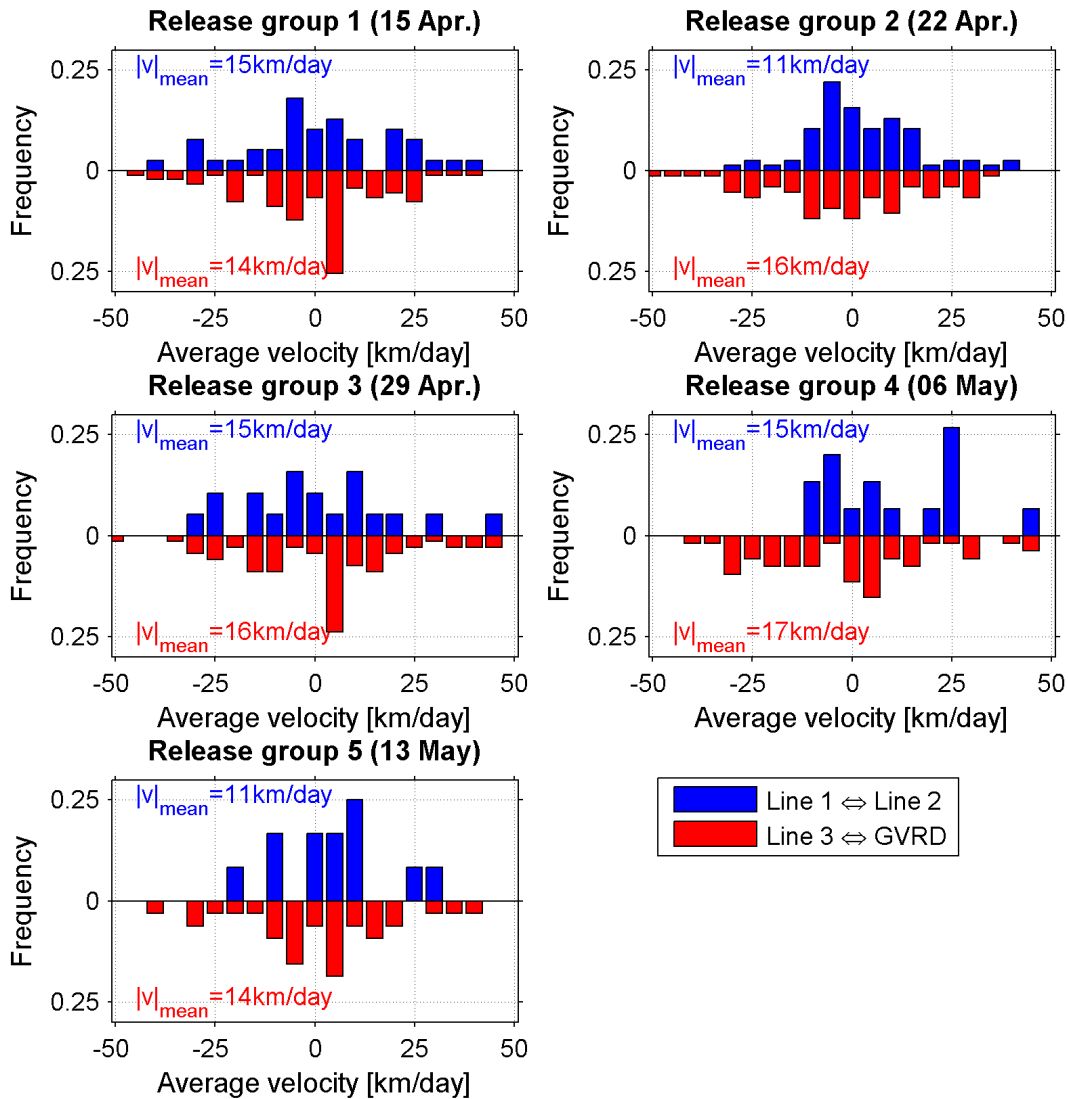 Release group 1 (15 Apr.)
|v|mean=15km/day
|v|mean=14km/day
0.25
0
0.25
Frequency
-50 -25 0 25 50
Average velocity [km/day]
Release group 2 (22 Apr.)
|v|mean=11km/day
|v|mean=16km/day
0.25
0
0.25
Frequency
-50 -25 0 25 50
Average velocity [km/day]
Release group 3 (29 Apr.)
|v|mean=15km/day
|v|mean=16km/day
0.25
0
0.25
Frequency
-50 -25 0 25 50
Average velocity [km/day]
Release group 4 (06 May)
|v|mean=15km/day
|v|mean=17km/day
0.25
0
0.25
Frequency
-50 -25 0 25 50
Average velocity [km/day]
Release group 5 (13 May)
|v|mean=11km/day
|v|mean=14km/day
0.25
0
0.25
Frequency
-50 -25 0 25 50
Average velocity [km/day]
Line 1 ⇔ Line 2
Line 3 ⇔ GVRD